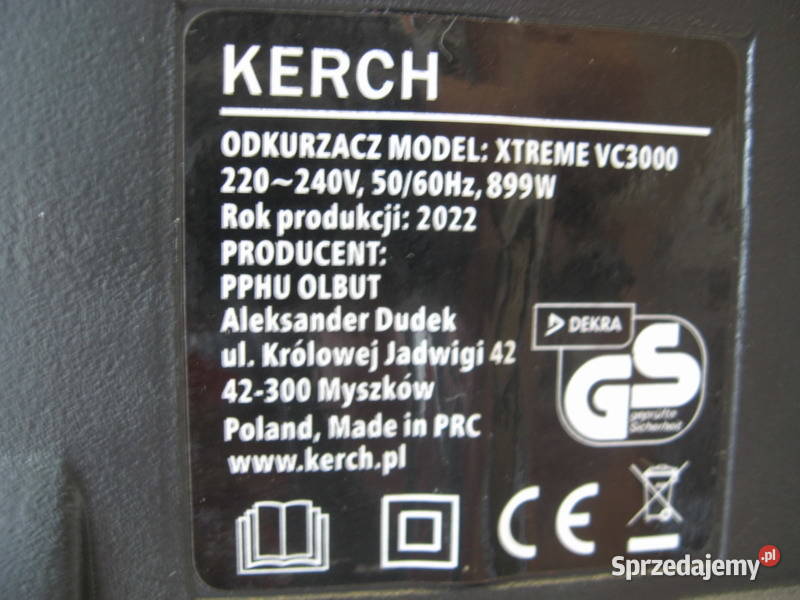 KERCH
ODKURZACZ MODEL: XTREME VC3000
220~240V, 50/60Hz, 899W
Rok produkcji: 2022
PRODUCENT:
PPHU OLBUT
Aleksander Dudek
ul. Królowej Jadwigi 42
42-300 Myszków
Poland, Made in PRC
www.kerch.pl
DEKRA
GS
geprüfte
Sicherheit
CE
Sprzedajemy.pl